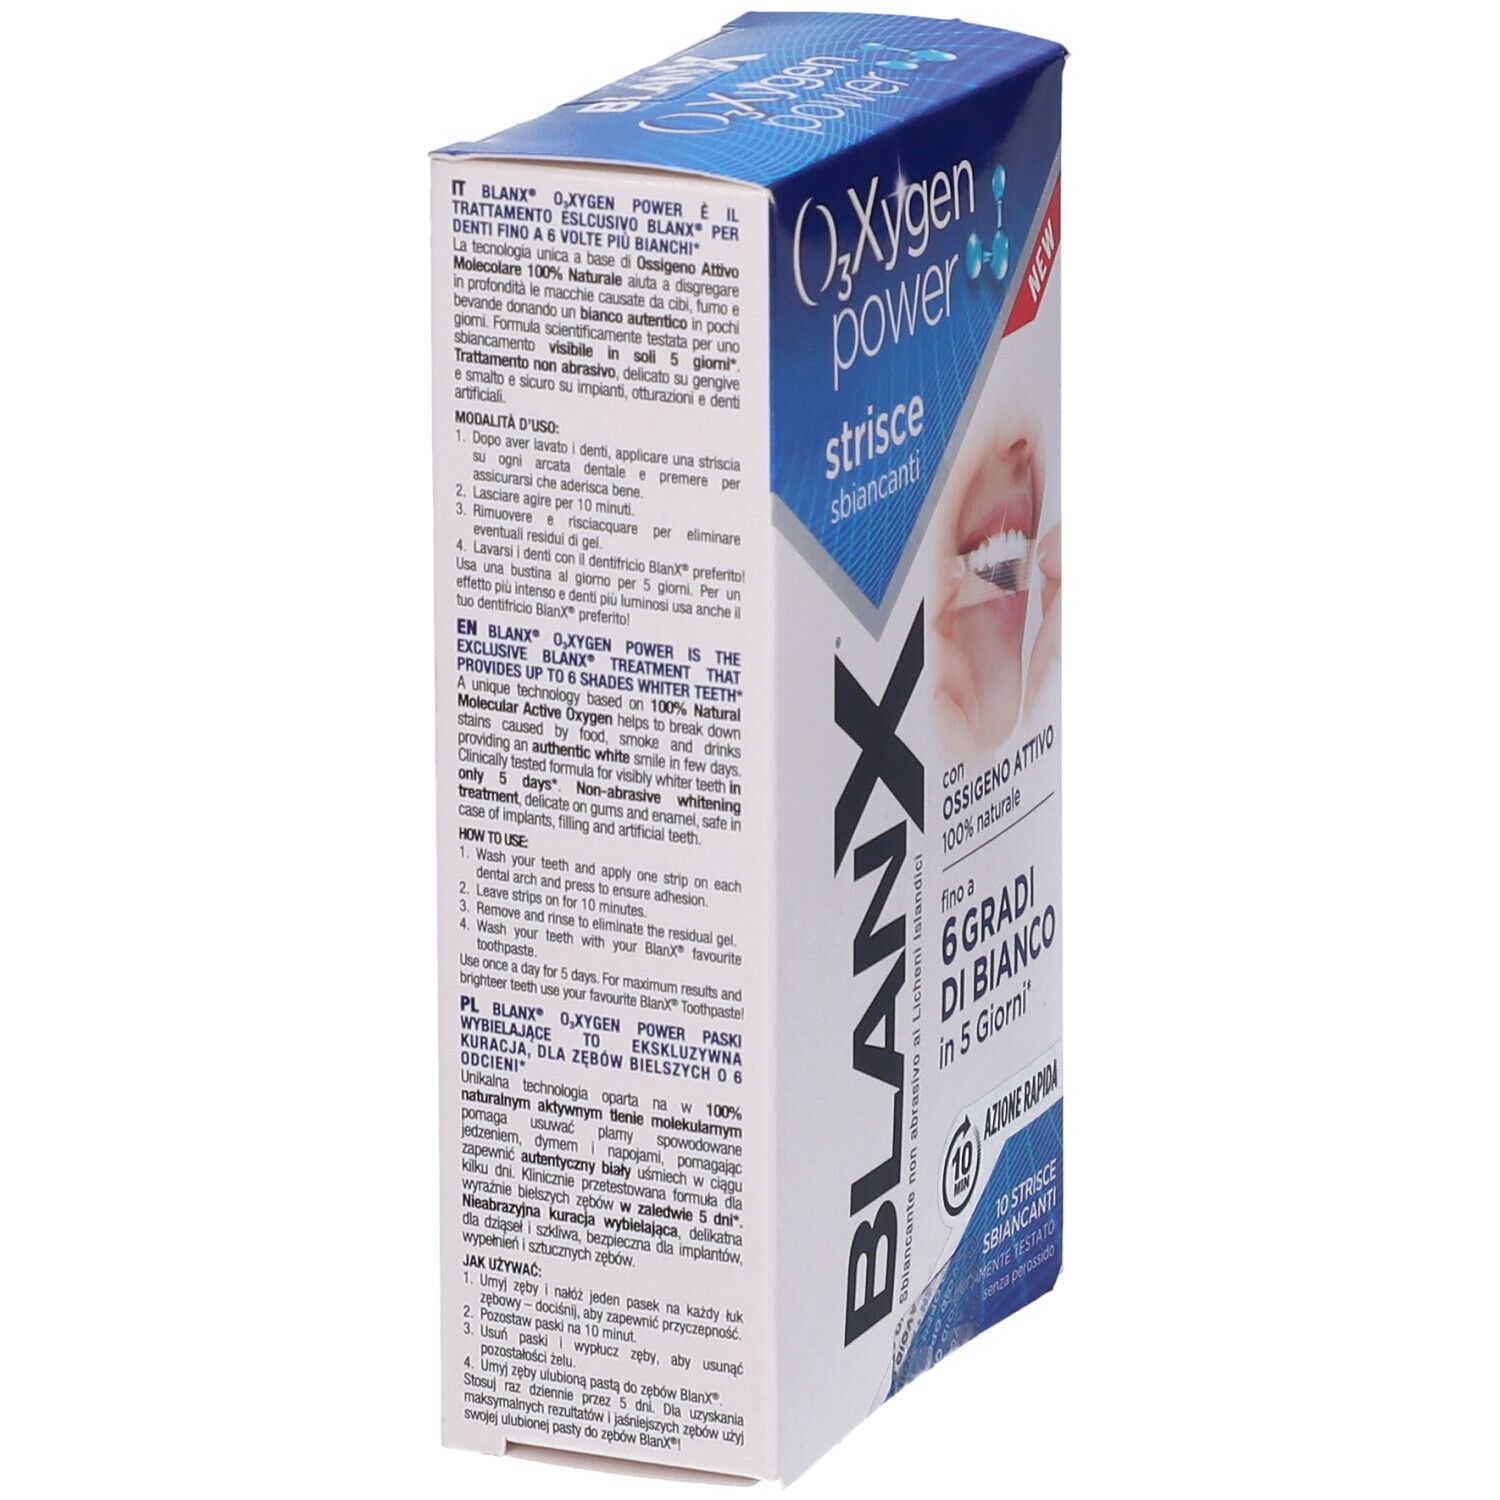 BLANX
O₃Xygen
power
IT BLANX® O₃XYGEN POWER È IL
TRATTAMENTO ESLCUSIVO BLANX® PER
DENTI FINO A 6 VOLTE PIÙ BIANCHI*
La tecnologia unica a base di Ossigeno Attivo
Molecolare 100% Naturale aiuta a disgregare
in profondità le macchie causate da cibi, fumo e
bevande donando un bianco autentico in pochi
giorni. Formula scientificamente testata per uno
sbiancamento visibile in soli 5 giorni*.
Trattamento non abrasivo, delicato su gengive
e smalto e sicuro su impianti, otturazioni e denti
artificiali.
MODALITÀ D'USO:
1. Dopo aver lavato i denti, applicare una striscia
su ogni arcata dentale e premere per
assicurarsi che aderisca bene.
2. Lasciare agire per 10 minuti.
3. Rimuovere e risciacquare per eliminare
eventuali residui di gel.
4. Lavarsi i denti con il dentifricio BlanX® preferito!
Usa una bustina al giorno per 5 giorni. Per un
effetto più intenso e denti più luminosi usa anche il
tuo dentifricio BlanX® preferito!
EN BLANX® O₃XYGEN POWER IS THE
EXCLUSIVE BLANX® TREATMENT THAT
PROVIDES UP TO 6 SHADES WHITER TEETH*
A unique technology based on 100% Natural
Molecular Active Oxygen helps to break down
stains caused by food, smoke and drinks
providing an authentic white smile in few days.
Clinically tested formula for visibly whiter teeth in
only 5 days*. Non-abrasive whitening
treatment, delicate on gums and enamel, safe in
case of implants, filling and artificial teeth.
HOW TO USE:
1. Wash your teeth and apply one strip on each
dental arch and press to ensure adhesion.
2. Leave strips on for 10 minutes.
3. Remove and rinse to eliminate the residual gel.
4. Wash your teeth with your BlanX® favourite
toothpaste.
Use once a day for 5 days. For maximum results and
brighteer teeth use your favourite BlanX® Toothpaste!
PL BLANX® O₃XYGEN POWER PASKI
WYBIELAJĄCE TO EKSKLUZYWNA
KURACJA, DLA ZĘBÓW BIELSZYCH O 6
ODCIENI*
Unikalna technologia oparta na w 100%
naturalnym aktywnym tlenie molekularnym
pomaga usuwać plamy spowodowane
jedzeniem, dymem i napojami, pomagając
zapewnić autentyczny biały uśmiech w ciągu
kilku dni. Klinicznie przetestowana formuła dla
wyraźnie bielszych zębów w zaledwie 5 dni*.
Nieabrazyjna kuracja wybielająca, delikatna
dla dziąseł i szkliwa, bezpieczna dla implantów,
wypełnień i sztucznych zębów.
JAK UŻYWAĆ:
1. Umyj zęby i nałóż jeden pasek na każdy łuk
zębowy – dociśnij, aby zapewnić przyczepność.
2. Pozostaw paski na 10 minut.
3. Usuń paski i wypłucz zęby, aby usunąć
pozostałości żelu.
4. Umyj zęby ulubioną pastą do zębów BlanX®.
Stosuj raz dziennie przez 5 dni. Dla uzyskania
maksymalnych rezultatów i jaśniejszych zębów użyj
swojej ulubionej pasty do zębów BlanX®!
O₃Xygen
power
NEW
strisce
sbiancanti
BLANX®
Sbiancante non abrasivo ai Licheni Islandici
con
OSSIGENO ATTIVO
100% naturale
fino a
6 GRADI
DI BIANCO
in 5 Giorni*
10 MIN
AZIONE RAPIDA
10 STRISCE
SBIANCANTI
TESTATO
senza perossido